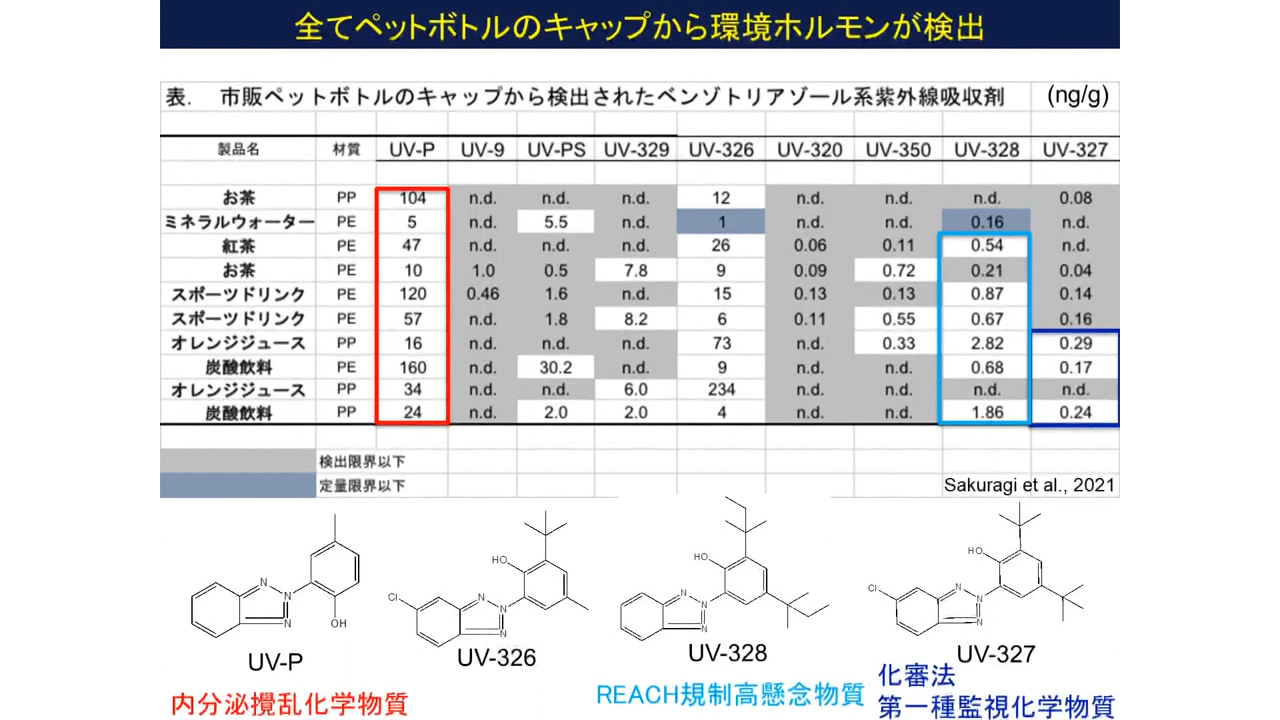 全てペットボトルのキャップから環境ホルモンが検出
表. 市販ペットボトルのキャップから検出されたベンゾトリアゾール系紫外線吸収剤 (ng/g)
製品名 材質 UV-P UV-9 UV-PS UV-329 UV-326 UV-320 UV-350 UV-328 UV-327
お茶 PP 104 n.d. n.d. n.d. 12 n.d. n.d. n.d. 0.08
ミネラルウォーター PE 5 n.d. 5.5 n.d. 1 n.d. n.d. 0.16 n.d.
紅茶 PE 47 n.d. n.d. n.d. 26 0.06 0.11 0.54 n.d.
お茶 PE 10 1.0 0.5 7.8 9 0.09 0.72 0.21 0.04
スポーツドリンク PE 120 0.46 1.6 n.d. 15 0.13 0.13 0.87 0.14
スポーツドリンク PE 57 n.d. 1.8 8.2 6 0.11 0.55 0.67 0.16
オレンジジュース PP 16 n.d. n.d. n.d. 73 n.d. 0.33 2.82 0.29
炭酸飲料 PE 160 n.d. 30.2 n.d. 9 n.d. n.d. 0.68 0.17
オレンジジュース PP 34 n.d. n.d. 6.0 234 n.d. n.d. n.d. n.d.
炭酸飲料 PP 24 n.d. 2.0 2.0 4 n.d. n.d. 1.86 0.24
検出限界以下
定量限界以下
Sakuragi et al., 2021
N N N OH
Cl N N N HO
N N N HO
Cl N N N HO
UV-P UV-326 UV-328 UV-327
内分泌攪乱化学物質
REACH規制高懸念物質
化審法
第一種監視化学物質